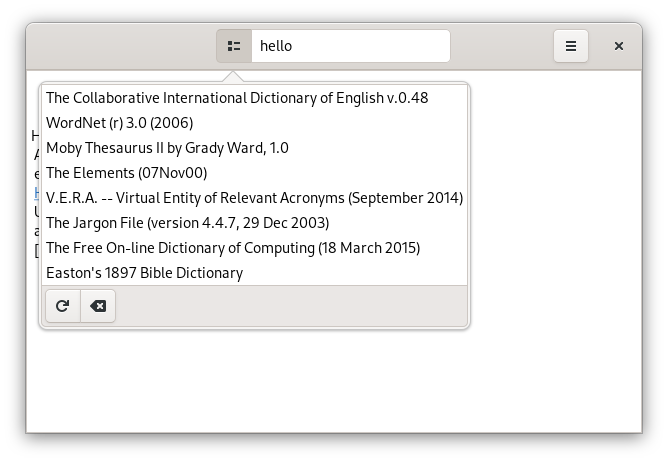 hello
The Collaborative International Dictionary of English v.0.48
WordNet (r) 3.0 (2006)
Moby Thesaurus II by Grady Ward, 1.0
The Elements (07Nov00)
V.E.R.A. -- Virtual Entity of Relevant Acronyms (September 2014)
The Jargon File (version 4.4.7, 29 Dec 2003)
The Free On-line Dictionary of Computing (18 March 2015)
Easton's 1897 Bible Dictionary